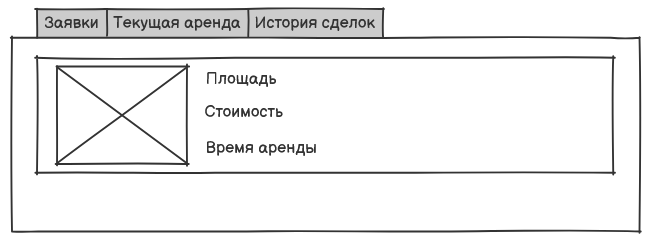 Заявки Текущая аренда История сделок
Площадь
Стоимость
Время аренды